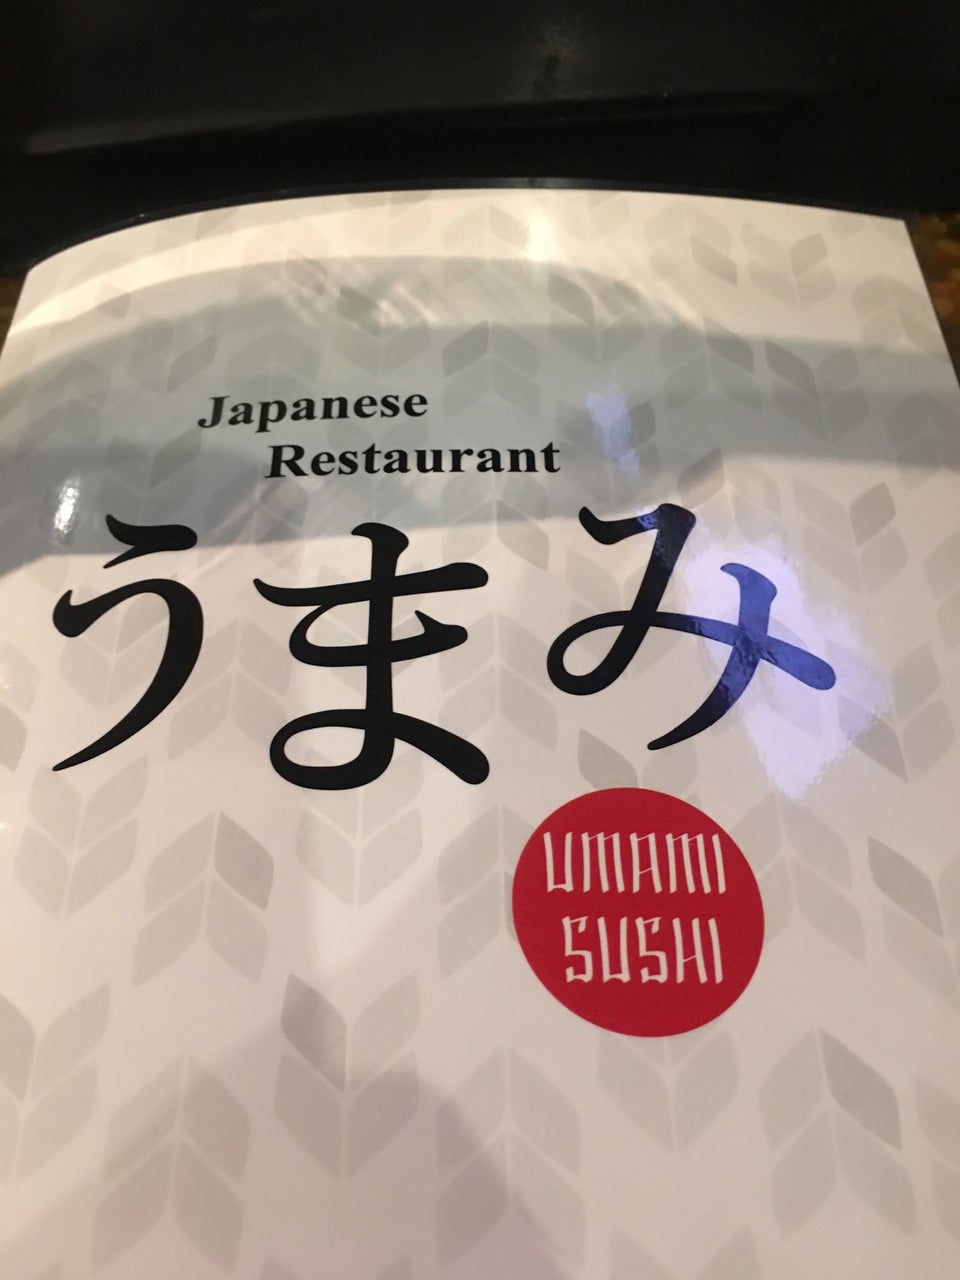 Japanese
Restaurant
うまみ
UMAMI
SUSHI